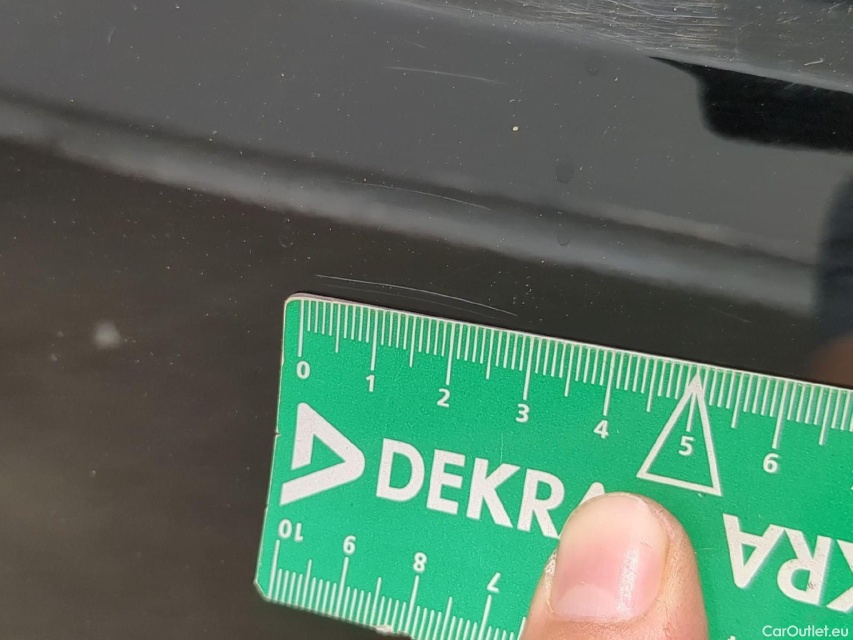 0 1 2 3 4 5 6
DEKRA
KRA
10 9 8 7
CarOutlet.eu